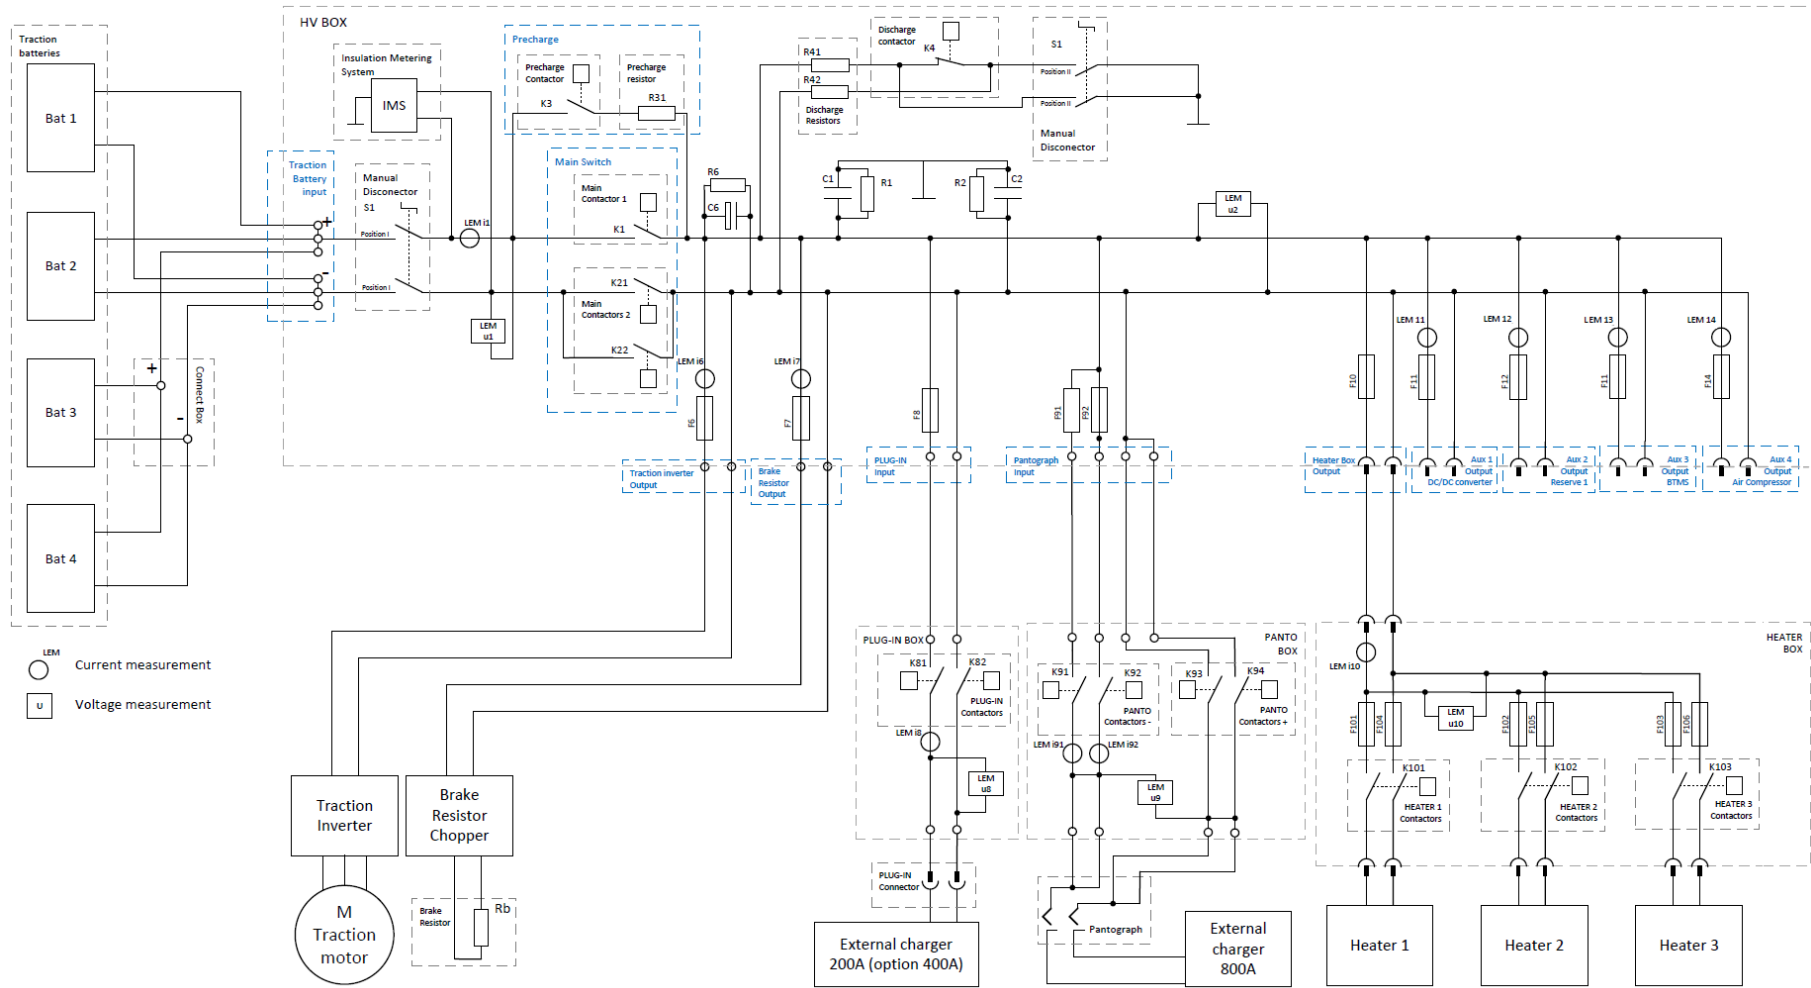 HV BOX
Traction
batteries
Bat 1
Bat 2
Bat 3
Bat 4
Insulation Metering
System
IMS
Traction
Battery
input
+
-
Manual
Disconector
S1
Position I
Position I
LEM i1
LEM
u1
Connect Box
+
-
Precharge
Precharge
Contactor
K3
Precharge
resistor
R31
Main Switch
Main
Contactor 1
K1
K21
Main
Contactors 2
K22
R6
C6
LEM i6
F6
LEM i7
F7
R41
R42
Discharge
Resistors
Discharge
contactor
K4
S1
Position II
Position II
Manual
Disconector
C1
R1
R2
C2
LEM
u2
F8
F91
F92
F10
LEM 11
F11
LEM 12
F12
LEM 13
F11
LEM 14
F14
Traction inverter
Output
Brake
Resistor
Output
PLUG-IN
Input
Pantograph
Input
Heater Box
Output
Aux 1
Output
DC/DC converter
Aux 2
Output
Reserve 1
Aux 3
Output
BTMS
Aux 4
Output
Air Compressor
LEM
Current measurement
U
Voltage measurement
Traction
Inverter
M
Traction
motor
Brake
Resistor
Chopper
Brake
Resistor
Rb
PLUG-IN BOX
K81
K82
PLUG-IN
Contactors
LEM i8
LEM
u8
PLUG-IN
Connector
External charger
200A (option 400A)
PANTO
BOX
K91
K92
PANTO
Contactors -
K93
K94
PANTO
Contactors +
LEM i91
LEM i92
LEM
u9
Pantograph
External
charger
800A
HEATER
BOX
LEM i10
LEM
u10
F101
F104
F102
F105
F103
F106
K101
HEATER 1
Contactors
K102
HEATER 2
Contactors
K103
HEATER 3
Contactors
Heater 1
Heater 2
Heater 3